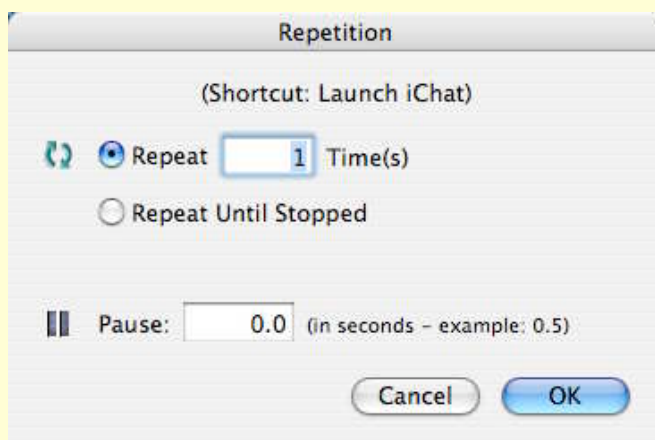 Repetition
(Shortcut: Launch iChat)
Repeat 1 Time(s)
Repeat Until Stopped
Pause: 0.0 (in seconds – example: 0.5)
Cancel OK